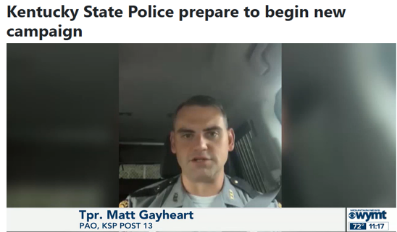 Kentucky State Police prepare to begin new
campaign
Tpr. Matt Gayheart
PAO, KSP POST 13
wymt
72° 11:17